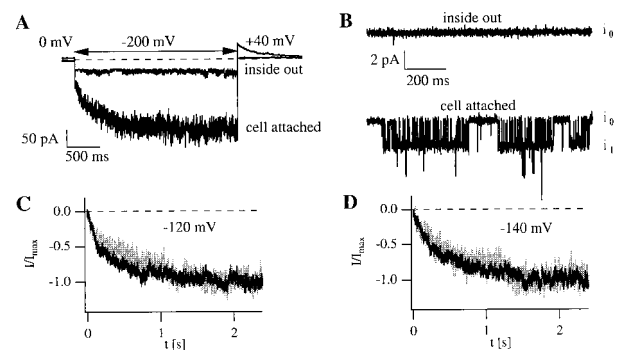 A
0 mV
-200 mV
+40 mV
inside out
cell attached
50 pA
500 ms
B
inside out
i0
2 pA
200 ms
cell attached
i0
i1
C
-120 mV
0.0
-0.5
-1.0
I/Imax
0
1
2
t [s]
D
-140 mV
0.0
-0.5
-1.0
I/Imax
0
1
2
t [s]